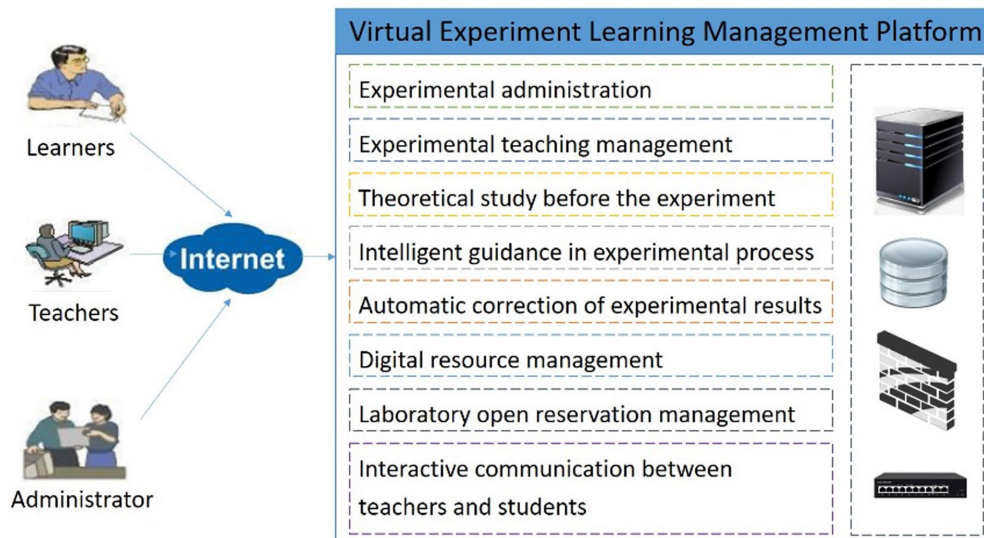 Virtual Experiment Learning Management Platform
Learners
Teachers
Administrator
Internet
Experimental administration
Experimental teaching management
Theoretical study before the experiment
Intelligent guidance in experimental process
Automatic correction of experimental results
Digital resource management
Laboratory open reservation management
Interactive communication between
teachers and students